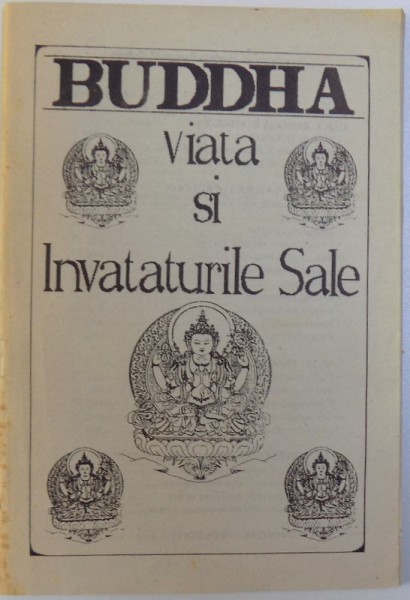 BUDDHA
Viata
si
Invataturile Sale